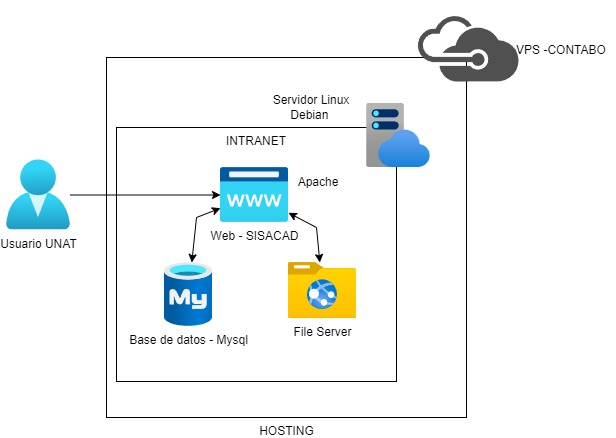 VPS -CONTABO
Servidor Linux
Debian
INTRANET
Apache
WWW
Web - SISACAD
Usuario UNAT
My
Base de datos - Mysql
File Server
HOSTING